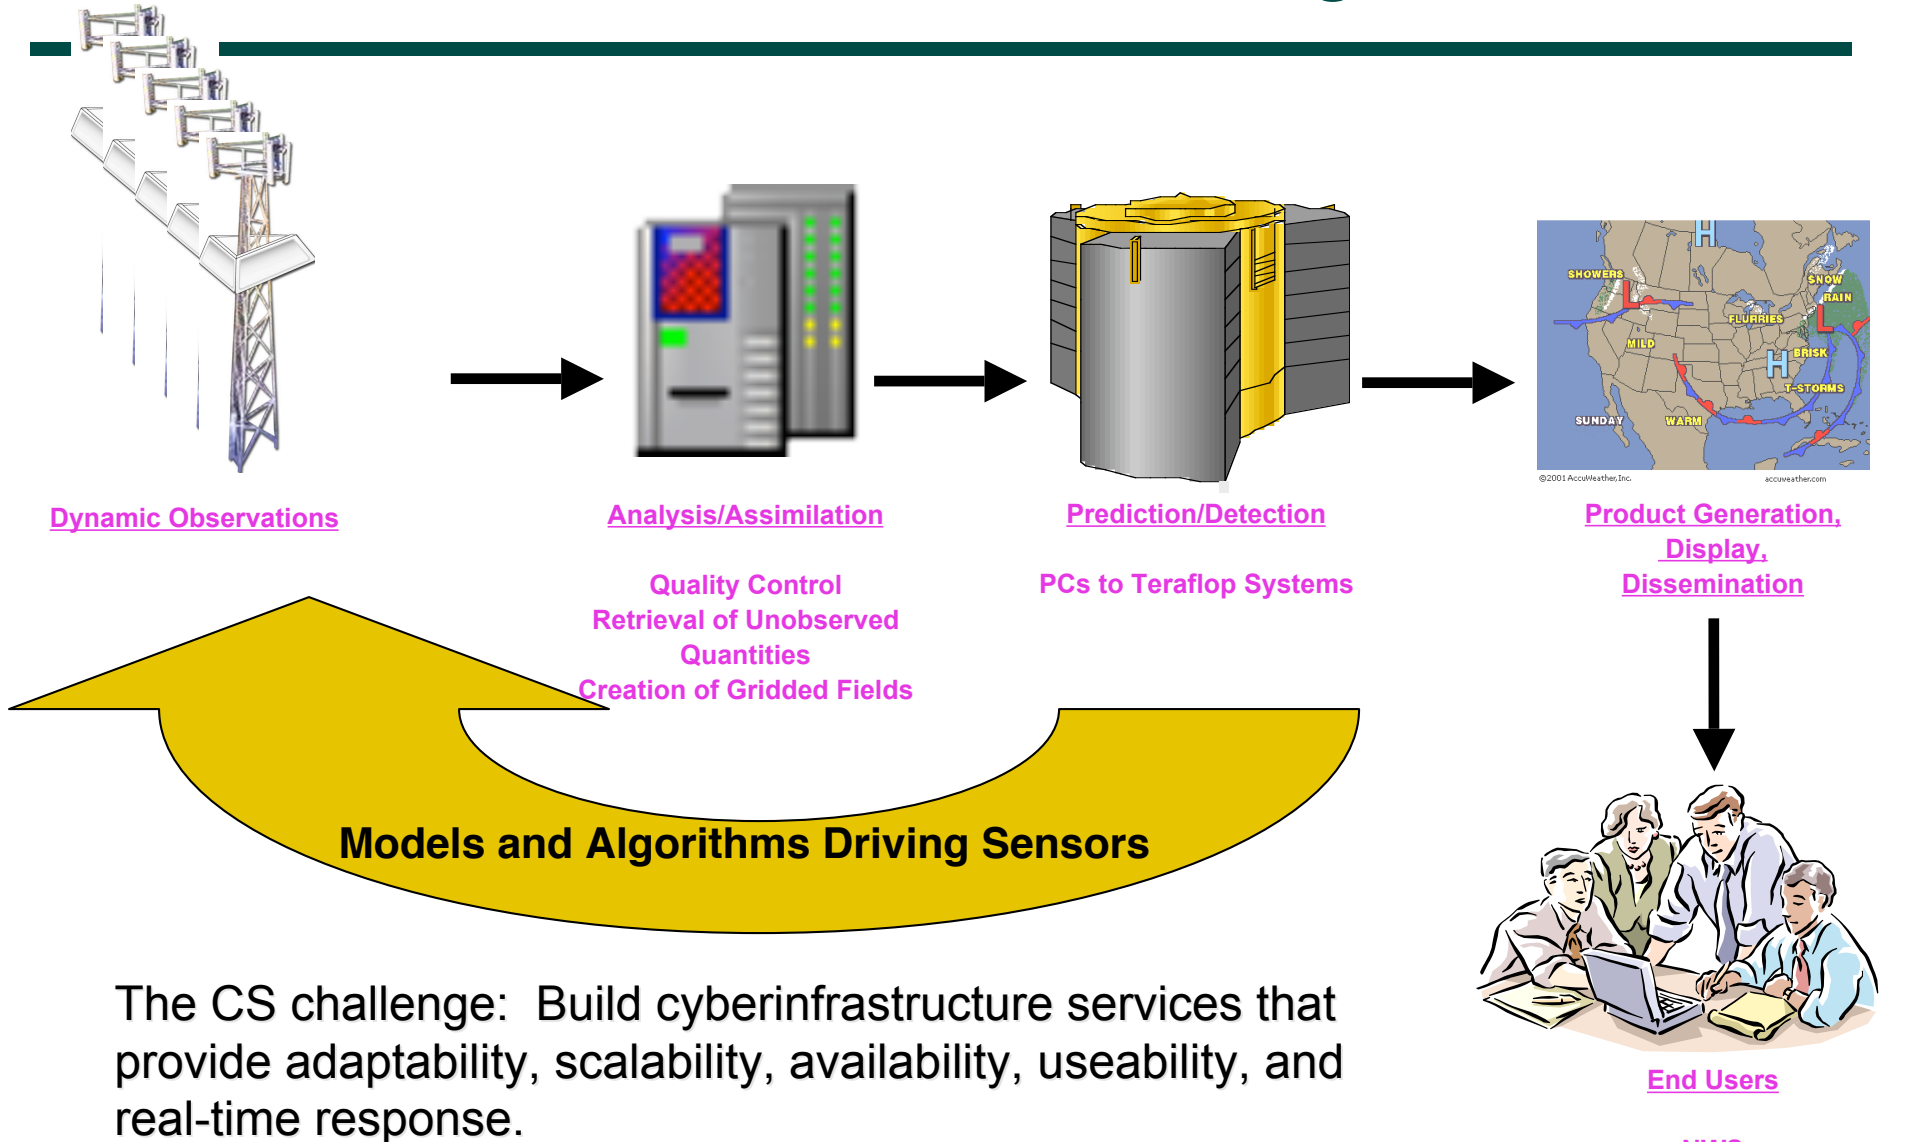 SHOWERS
SNOW
RAIN
FLURRIES
MILD
BRISK
T-STORMS
SUNDAY
WARM
H
L
H
L
©2001 AccuWeather, Inc.
accuweather.com
Dynamic Observations
Analysis/Assimilation
Quality Control
Retrieval of Unobserved
Quantities
Creation of Gridded Fields
Prediction/Detection
PCs to Teraflop Systems
Product Generation,
Display,
Dissemination
Models and Algorithms Driving Sensors
The CS challenge: Build cyberinfrastructure services that
provide adaptability, scalability, availability, useability, and
real-time response.
End Users